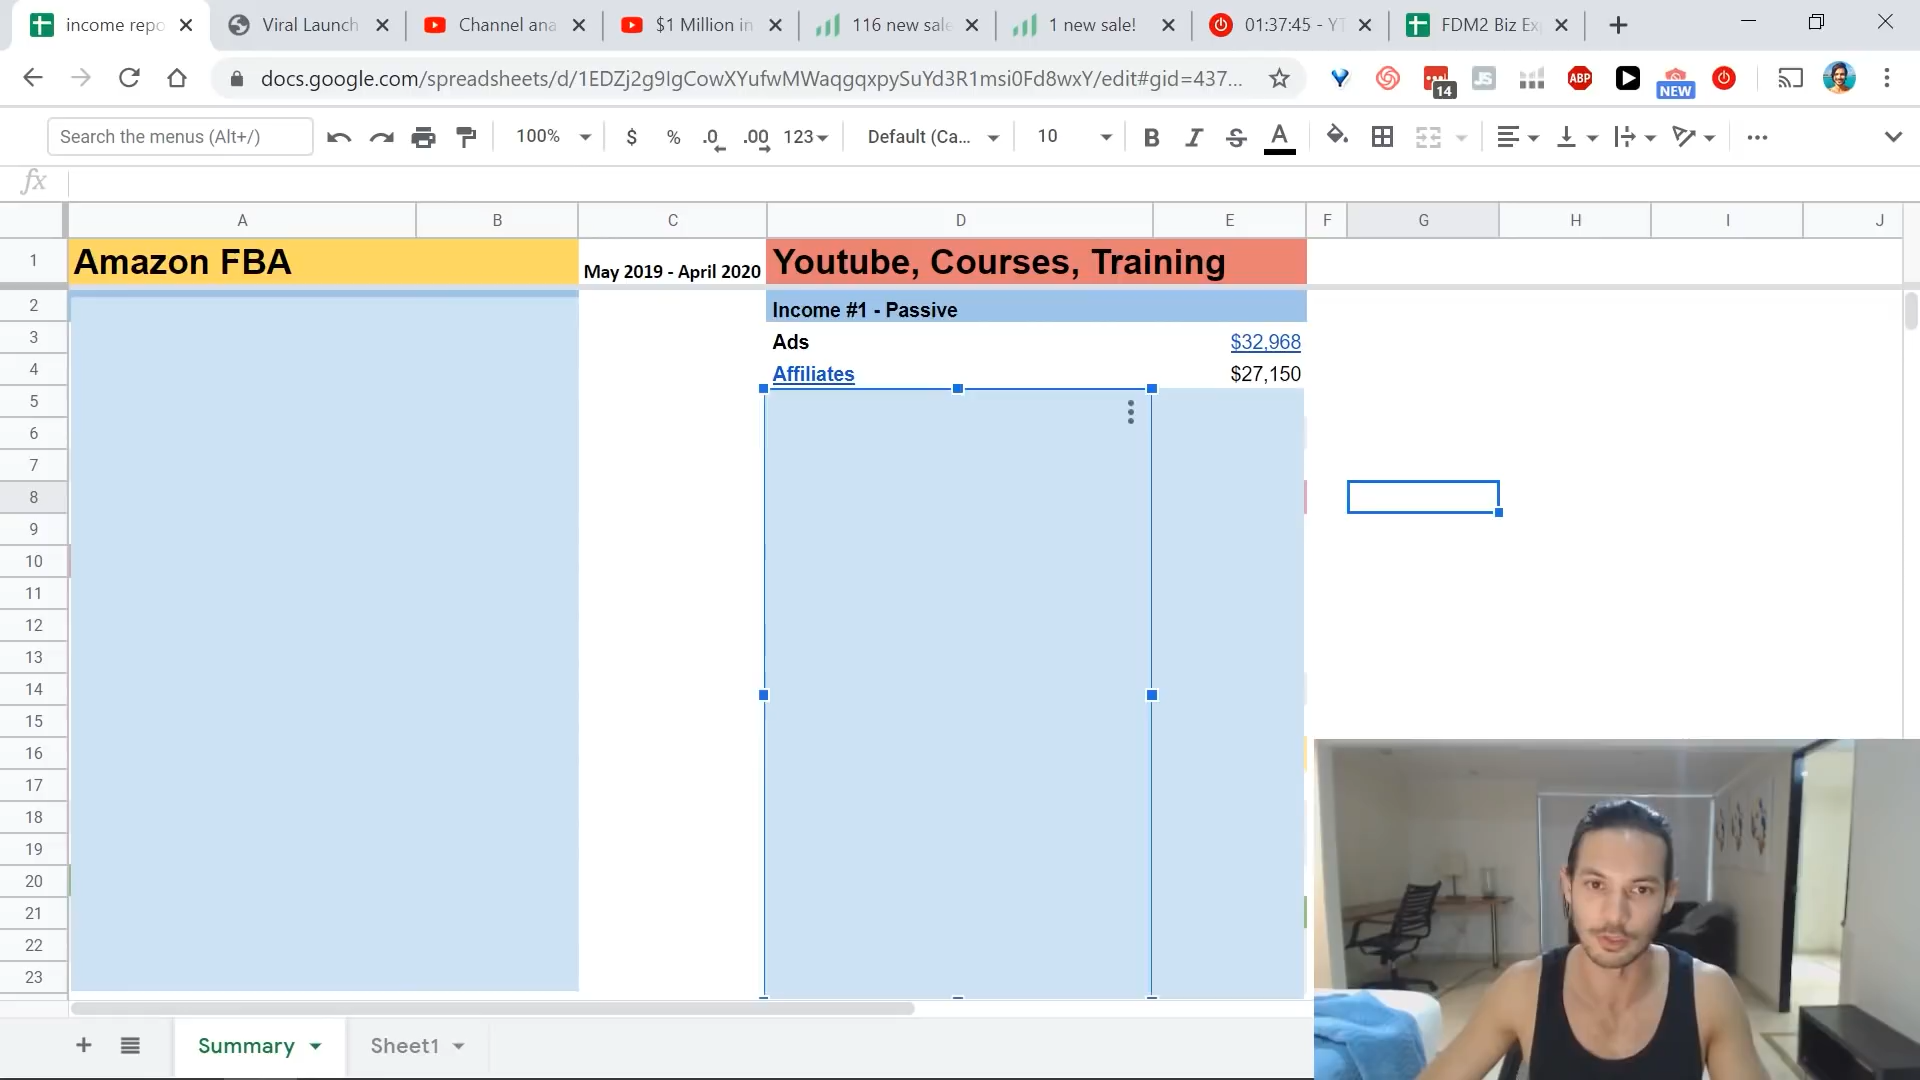 income repo
Viral Launch
Channel ana
$1 Million in
116 new sale
1 new sale!
01:37:45 - YT
FDM2 Biz Ex
docs.google.com/spreadsheets/d/1EDZj2g9IgCowXYufwMWaqgqxpySuYd3R1msi0Fd8wxY/edit#gid=437...
14
JS
ABP
NEW
Search the menus (Alt+/)
100%
$
%
.0
.00
123
Default (Ca...
10
B
I
S
A
fx
A
B
C
D
E
F
G
H
I
J
1
Amazon FBA
May 2019 - April 2020
Youtube, Courses, Training
2
Income #1 - Passive
3
Ads
$32,968
4
Affiliates
$27,150
5
6
7
8
9
10
11
12
13
14
15
16
17
18
19
20
21
22
23
Summary
Sheet1